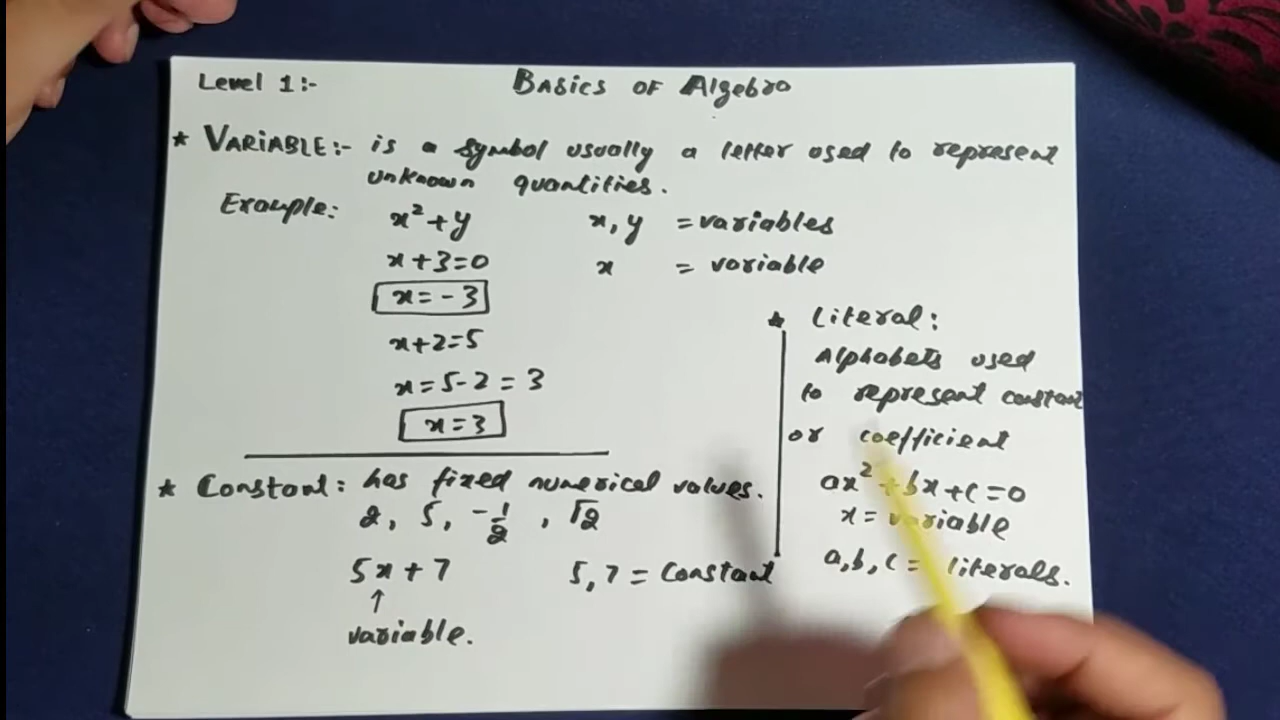 Level 1:- Basics of Algebra
* VARiABLE:- is a symbol usually a letter used to represent
unknown quantities.
Example: x² + y x, y = variables
x + 3 = 0 x = variable
x = - 3
x + 2 = 5
x = 5 - 2 = 3
x = 3
* Constant: has fixed numerical values.
2, 5, -1/2, √2
5x + 7 5, 7 = constant
↑
variable.
* Literal:
Alphabets used
to represent constant
or coefficient
ax² + bx + c = 0
x = variable
a, b, c = literals.